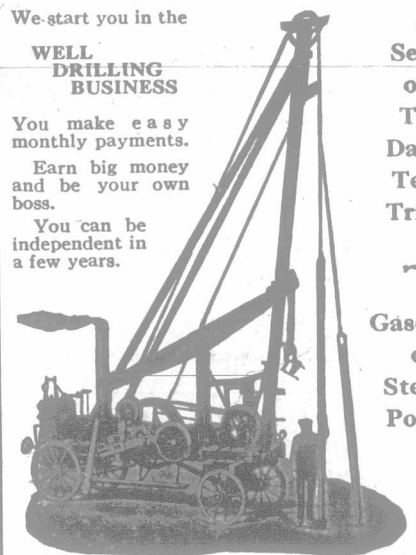 We start you in the
WELL
DRILLING
BUSINESS
You make easy
monthly payments.
Earn big money
and be your own
boss.
You can be
independent in
a few years.